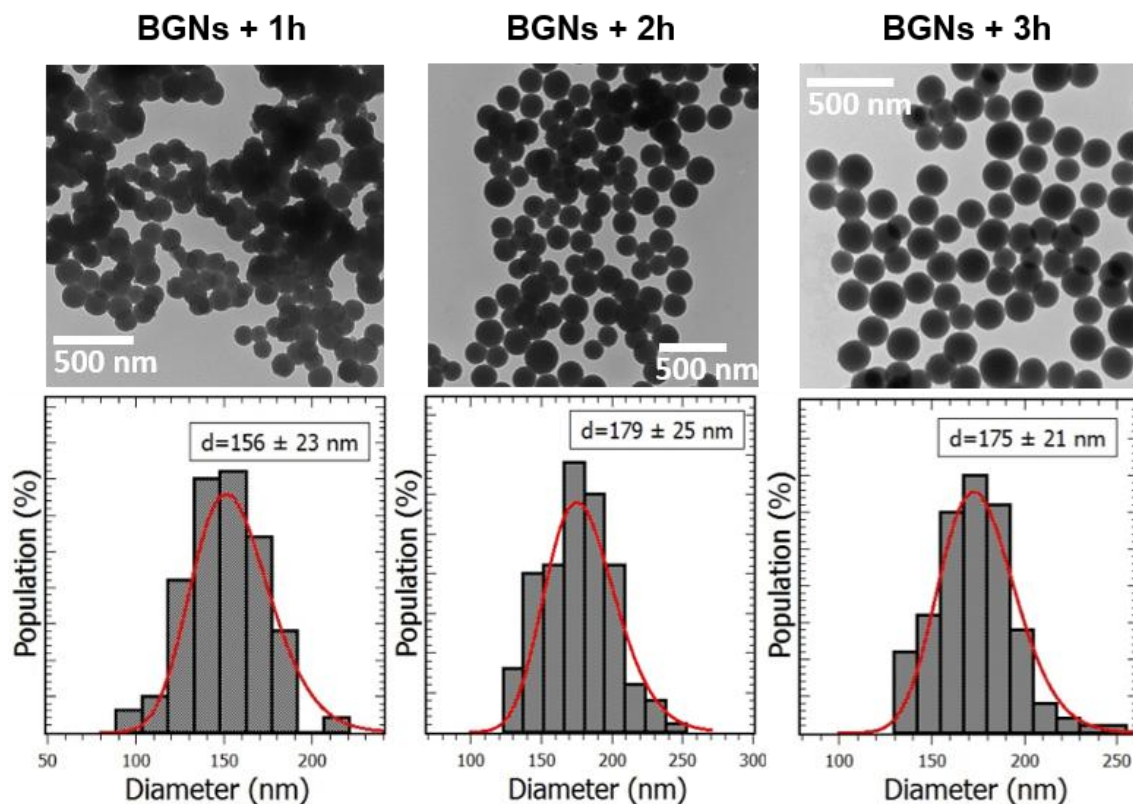 BGNs + 1h
BGNs + 2h
BGNs + 3h
500 nm
500 nm
500 nm
d=156 ± 23 nm
d=179 ± 25 nm
d=175 ± 21 nm
Population (%)
Population (%)
Population (%)
50 100 150 200
100 150 200 250 300
100 150 200 250
Diameter (nm)
Diameter (nm)
Diameter (nm)